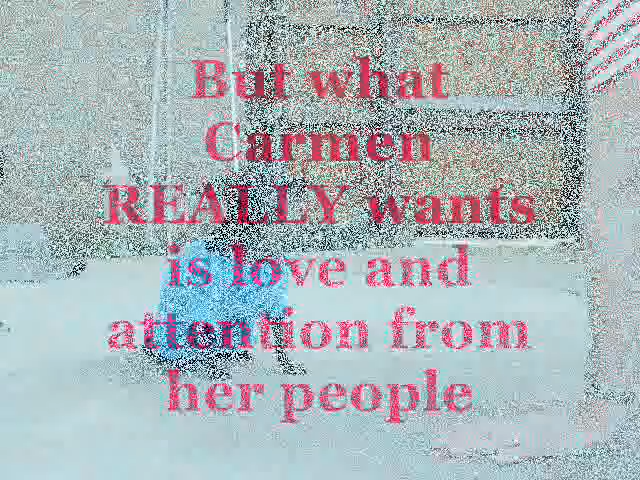 But what
Carmen
REALLY wants
is love and
attention from
her people